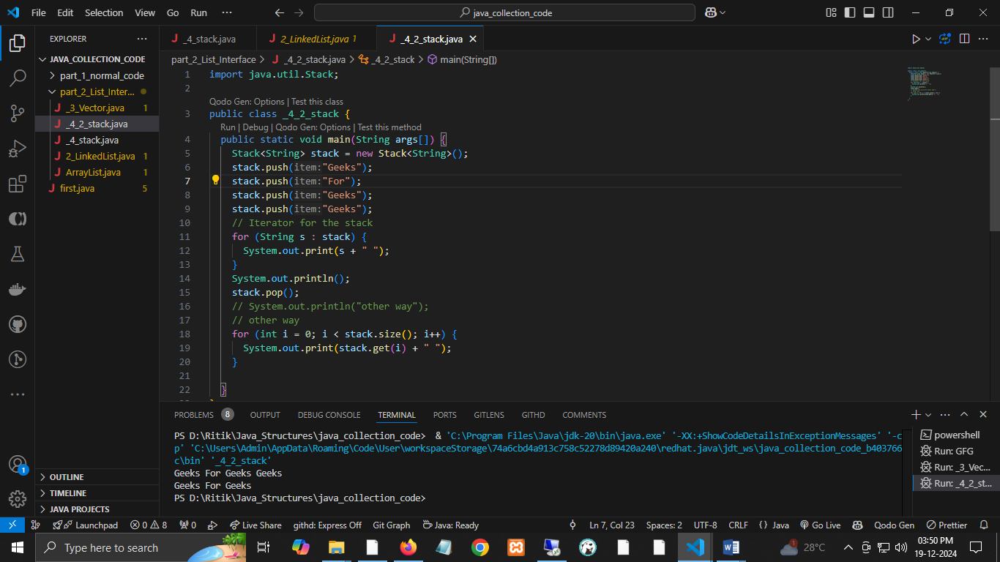 File Edit Selection View Go Run ··· java_collection_code
EXPLORER ···
JAVA_COLLECTION_CODE
part_1_normal_code
part_2_List_Inter...
_3_Vector.java 1
_4_2_stack.java
_4_stack.java
2_LinkedList.java 1
ArrayList.java 1
first.java 5
OUTLINE
TIMELINE
JAVA PROJECTS
1
_4_stack.java 2_LinkedList.java 1 _4_2_stack.java
part_2_List_Interface > _4_2_stack.java > _4_2_stack > main(String[])
1 import java.util.Stack;
2
Qodo Gen: Options | Test this class
3 public class _4_2_stack {
Run | Debug | Qodo Gen: Options | Test this method
4 public static void main(String args[]) {
5 Stack<String> stack = new Stack<String>();
6 stack.push(item:"Geeks");
7 stack.push(item:"For");
8 stack.push(item:"Geeks");
9 stack.push(item:"Geeks");
10 // Iterator for the stack
11 for (String s : stack) {
12 System.out.print(s + " ");
13 }
14 System.out.println();
15 stack.pop();
16 // System.out.println("other way");
17 // other way
18 for (int i = 0; i < stack.size(); i++) {
19 System.out.print(stack.get(i) + " ");
20 }
21
22 }
PROBLEMS 8 OUTPUT DEBUG CONSOLE TERMINAL PORTS GITLENS GITHD COMMENTS
PS D:\Ritik\Java_Structures\java_collection_code> & 'C:\Program Files\Java\jdk-20\bin\java.exe' '-XX:+ShowCodeDetailsInExceptionMessages' '-c
p' 'C:\Users\Admin\AppData\Roaming\Code\User\workspaceStorage\74a6cbd4a913c758c52278d89420a240\redhat.java\jdt_ws\java_collection_code_b403766
c\bin' '_4_2_stack'
Geeks For Geeks Geeks
Geeks For Geeks
PS D:\Ritik\Java_Structures\java_collection_code>
powershell
Run: GFG
Run: _3_Vec...
Run: _4_2_st...
Launchpad 0 8 0 Live Share githd: Express Off Git Graph Java: Ready Ln 7, Col 23 Spaces: 2 UTF-8 CRLF {} Java Go Live Qodo Gen Prettier
Type here to search 28°C 03:50 PM
19-12-2024